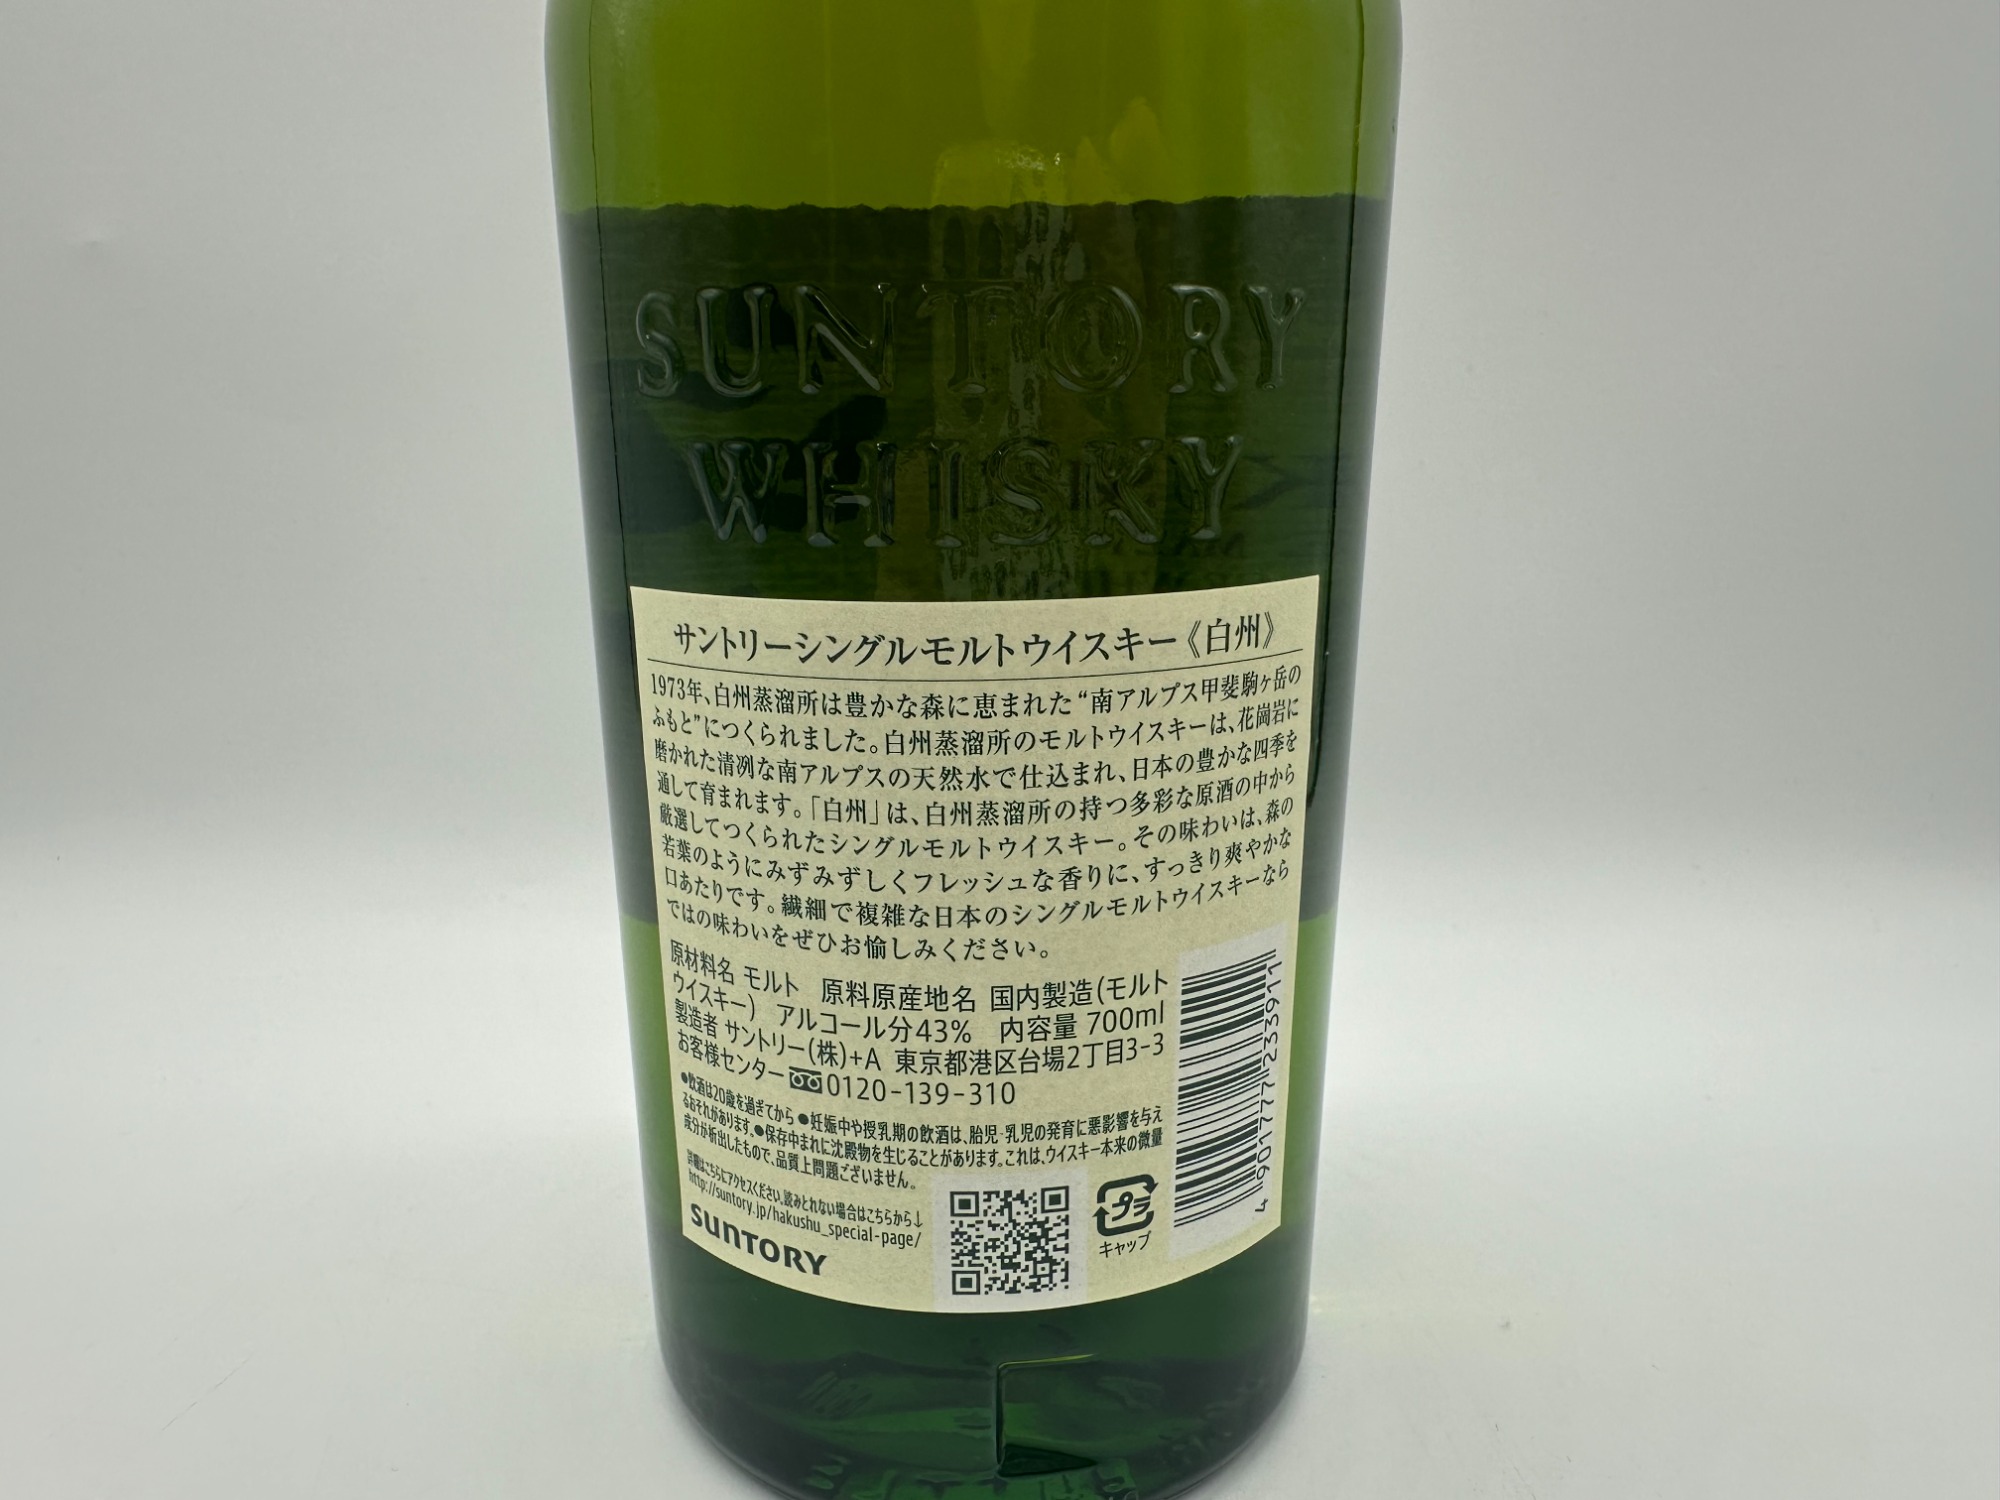 SUNTORY
WHISKY
サントリーシングルモルトウイスキー《白州》
1973年、白州蒸溜所は豊かな森に恵まれた“南アルプス甲斐駒ヶ岳の
ふもと”につくられました。白州蒸溜所のモルトウイスキーは、花崗岩に
磨かれた清冽な南アルプスの天然水で仕込まれ、日本の豊かな四季を
通して育まれます。「白州」は、白州蒸溜所の持つ多彩な原酒の中から
厳選してつくられたシングルモルトウイスキー。その味わいは、森の
若葉のようにみずみずしくフレッシュな香りに、すっきり爽やかな
口あたりです。繊細で複雑な日本のシングルモルトウイスキーなら
ではの味わいをぜひお愉しみください。
原材料名 モルト 原料原産地名 国内製造(モルト
ウイスキー) アルコール分43% 内容量 700ml
製造者 サントリー(株)+A 東京都港区台場2丁目3-3
お客様センター 0120-139-310
●飲酒は20歳を過ぎてから ●妊娠中や授乳期の飲酒は、胎児・乳児の発育に悪影響を与え
るおそれがあります。●保存中まれに沈殿物を生じることがあります。これは、ウイスキー本来の微量
成分が析出したもので、品質上問題ございません。
詳細はこちらにアクセスください。読みとれない場合はこちらから↓
http://suntory.jp/hakushu_special-page/
SUNTORY
プラ
キャップ
4 901777 233911